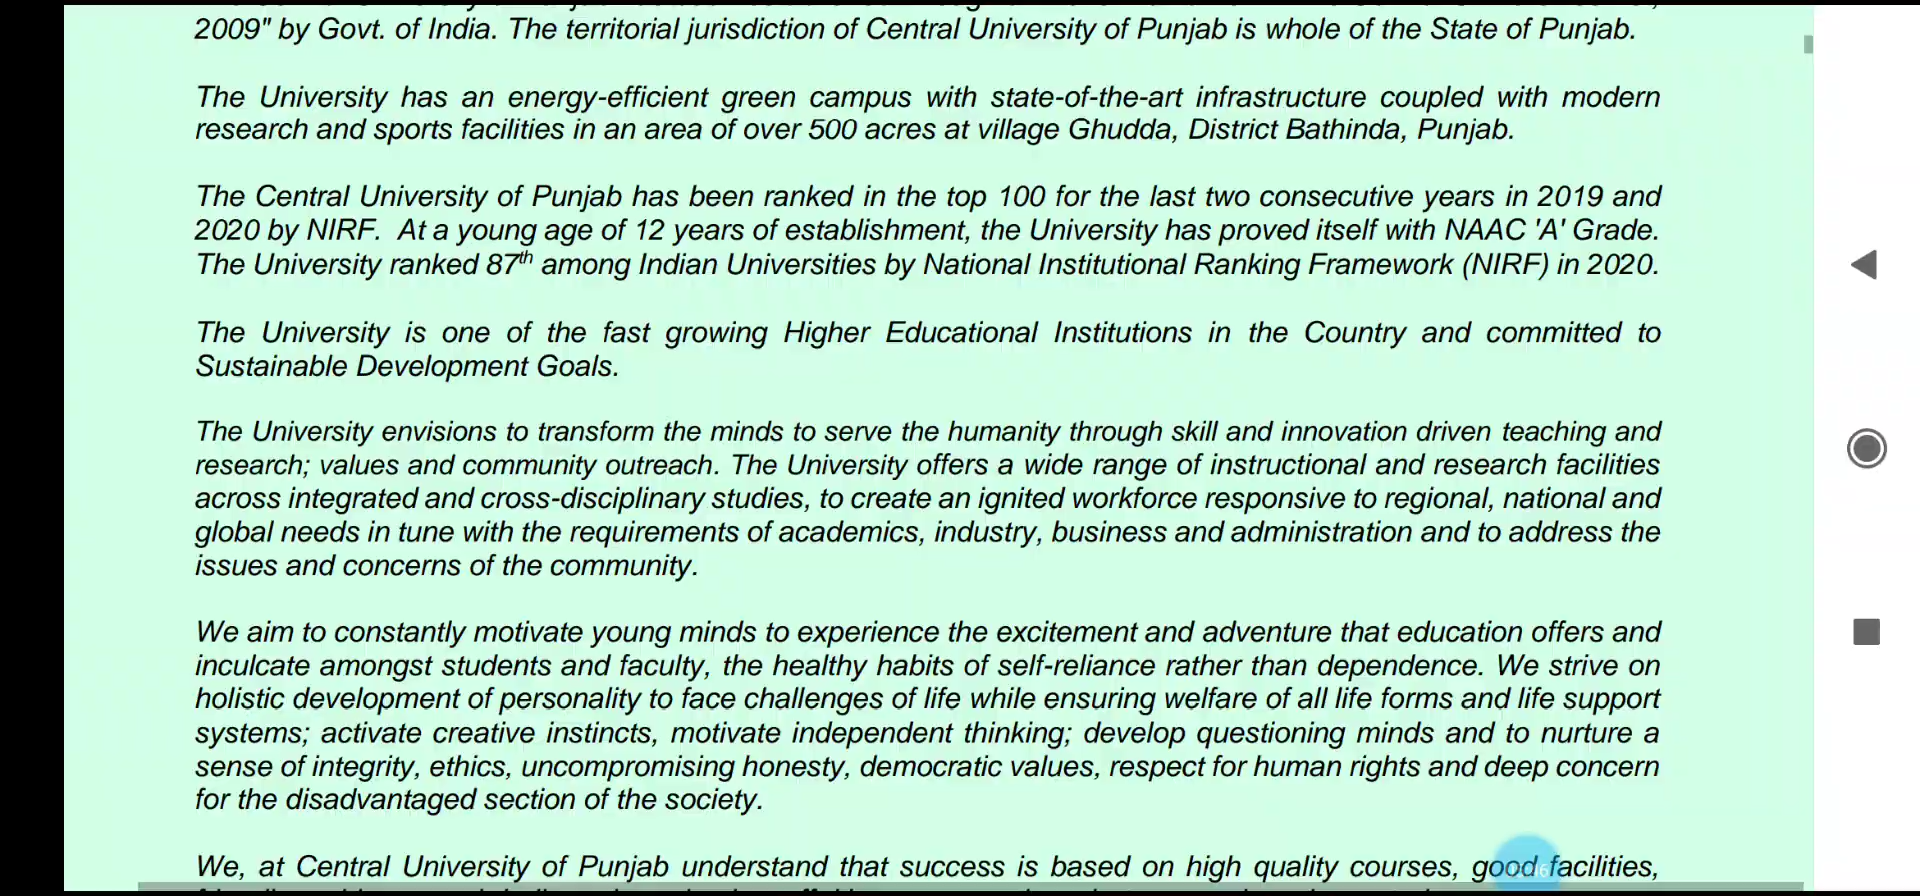 2009" by Govt. of India. The territorial jurisdiction of Central University of Punjab is whole of the State of Punjab.
The University has an energy-efficient green campus with state-of-the-art infrastructure coupled with modern
research and sports facilities in an area of over 500 acres at village Ghudda, District Bathinda, Punjab.
The Central University of Punjab has been ranked in the top 100 for the last two consecutive years in 2019 and
2020 by NIRF. At a young age of 12 years of establishment, the University has proved itself with NAAC 'A' Grade.
The University ranked 87th among Indian Universities by National Institutional Ranking Framework (NIRF) in 2020.
The University is one of the fast growing Higher Educational Institutions in the Country and committed to
Sustainable Development Goals.
The University envisions to transform the minds to serve the humanity through skill and innovation driven teaching and
research; values and community outreach. The University offers a wide range of instructional and research facilities
across integrated and cross-disciplinary studies, to create an ignited workforce responsive to regional, national and
global needs in tune with the requirements of academics, industry, business and administration and to address the
issues and concerns of the community.
We aim to constantly motivate young minds to experience the excitement and adventure that education offers and
inculcate amongst students and faculty, the healthy habits of self-reliance rather than dependence. We strive on
holistic development of personality to face challenges of life while ensuring welfare of all life forms and life support
systems; activate creative instincts, motivate independent thinking; develop questioning minds and to nurture a
sense of integrity, ethics, uncompromising honesty, democratic values, respect for human rights and deep concern
for the disadvantaged section of the society.
We, at Central University of Punjab understand that success is based on high quality courses, good facilities,